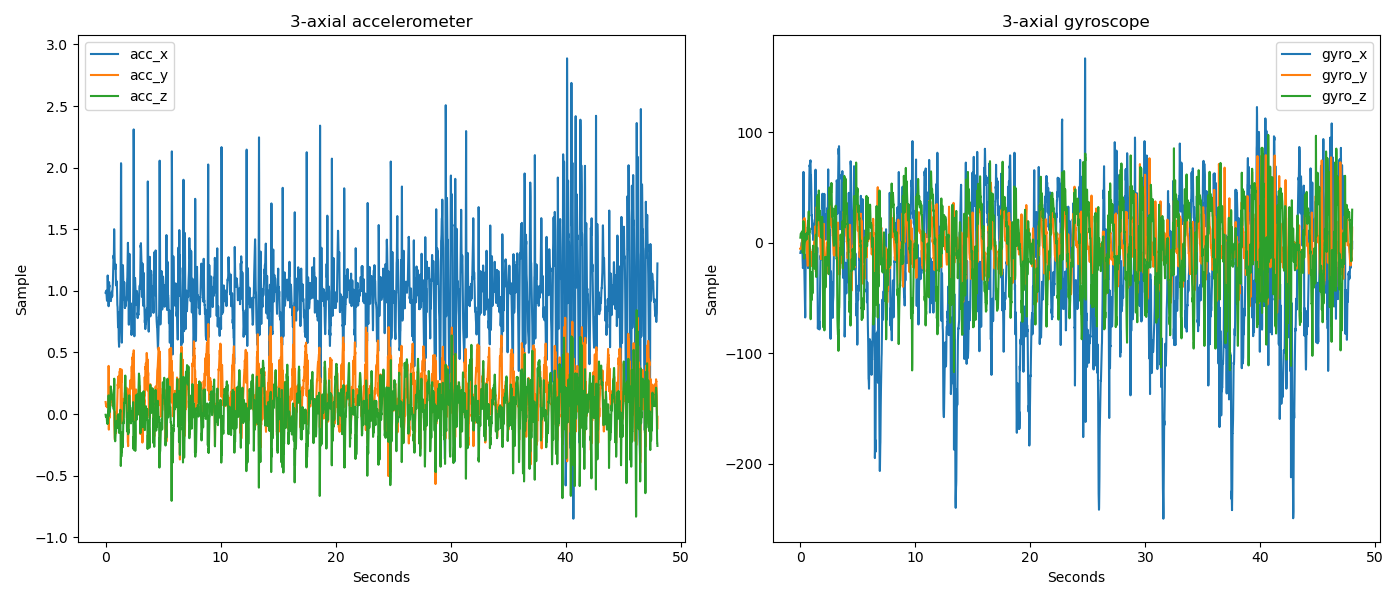 3-axial accelerometer
3.0
2.5
2.0
1.5
1.0
0.5
0.0
−0.5
−1.0
Sample
acc_x
acc_y
acc_z
0
10
20
30
40
50
Seconds
3-axial gyroscope
100
0
−100
−200
Sample
gyro_x
gyro_y
gyro_z
0
10
20
30
40
50
Seconds